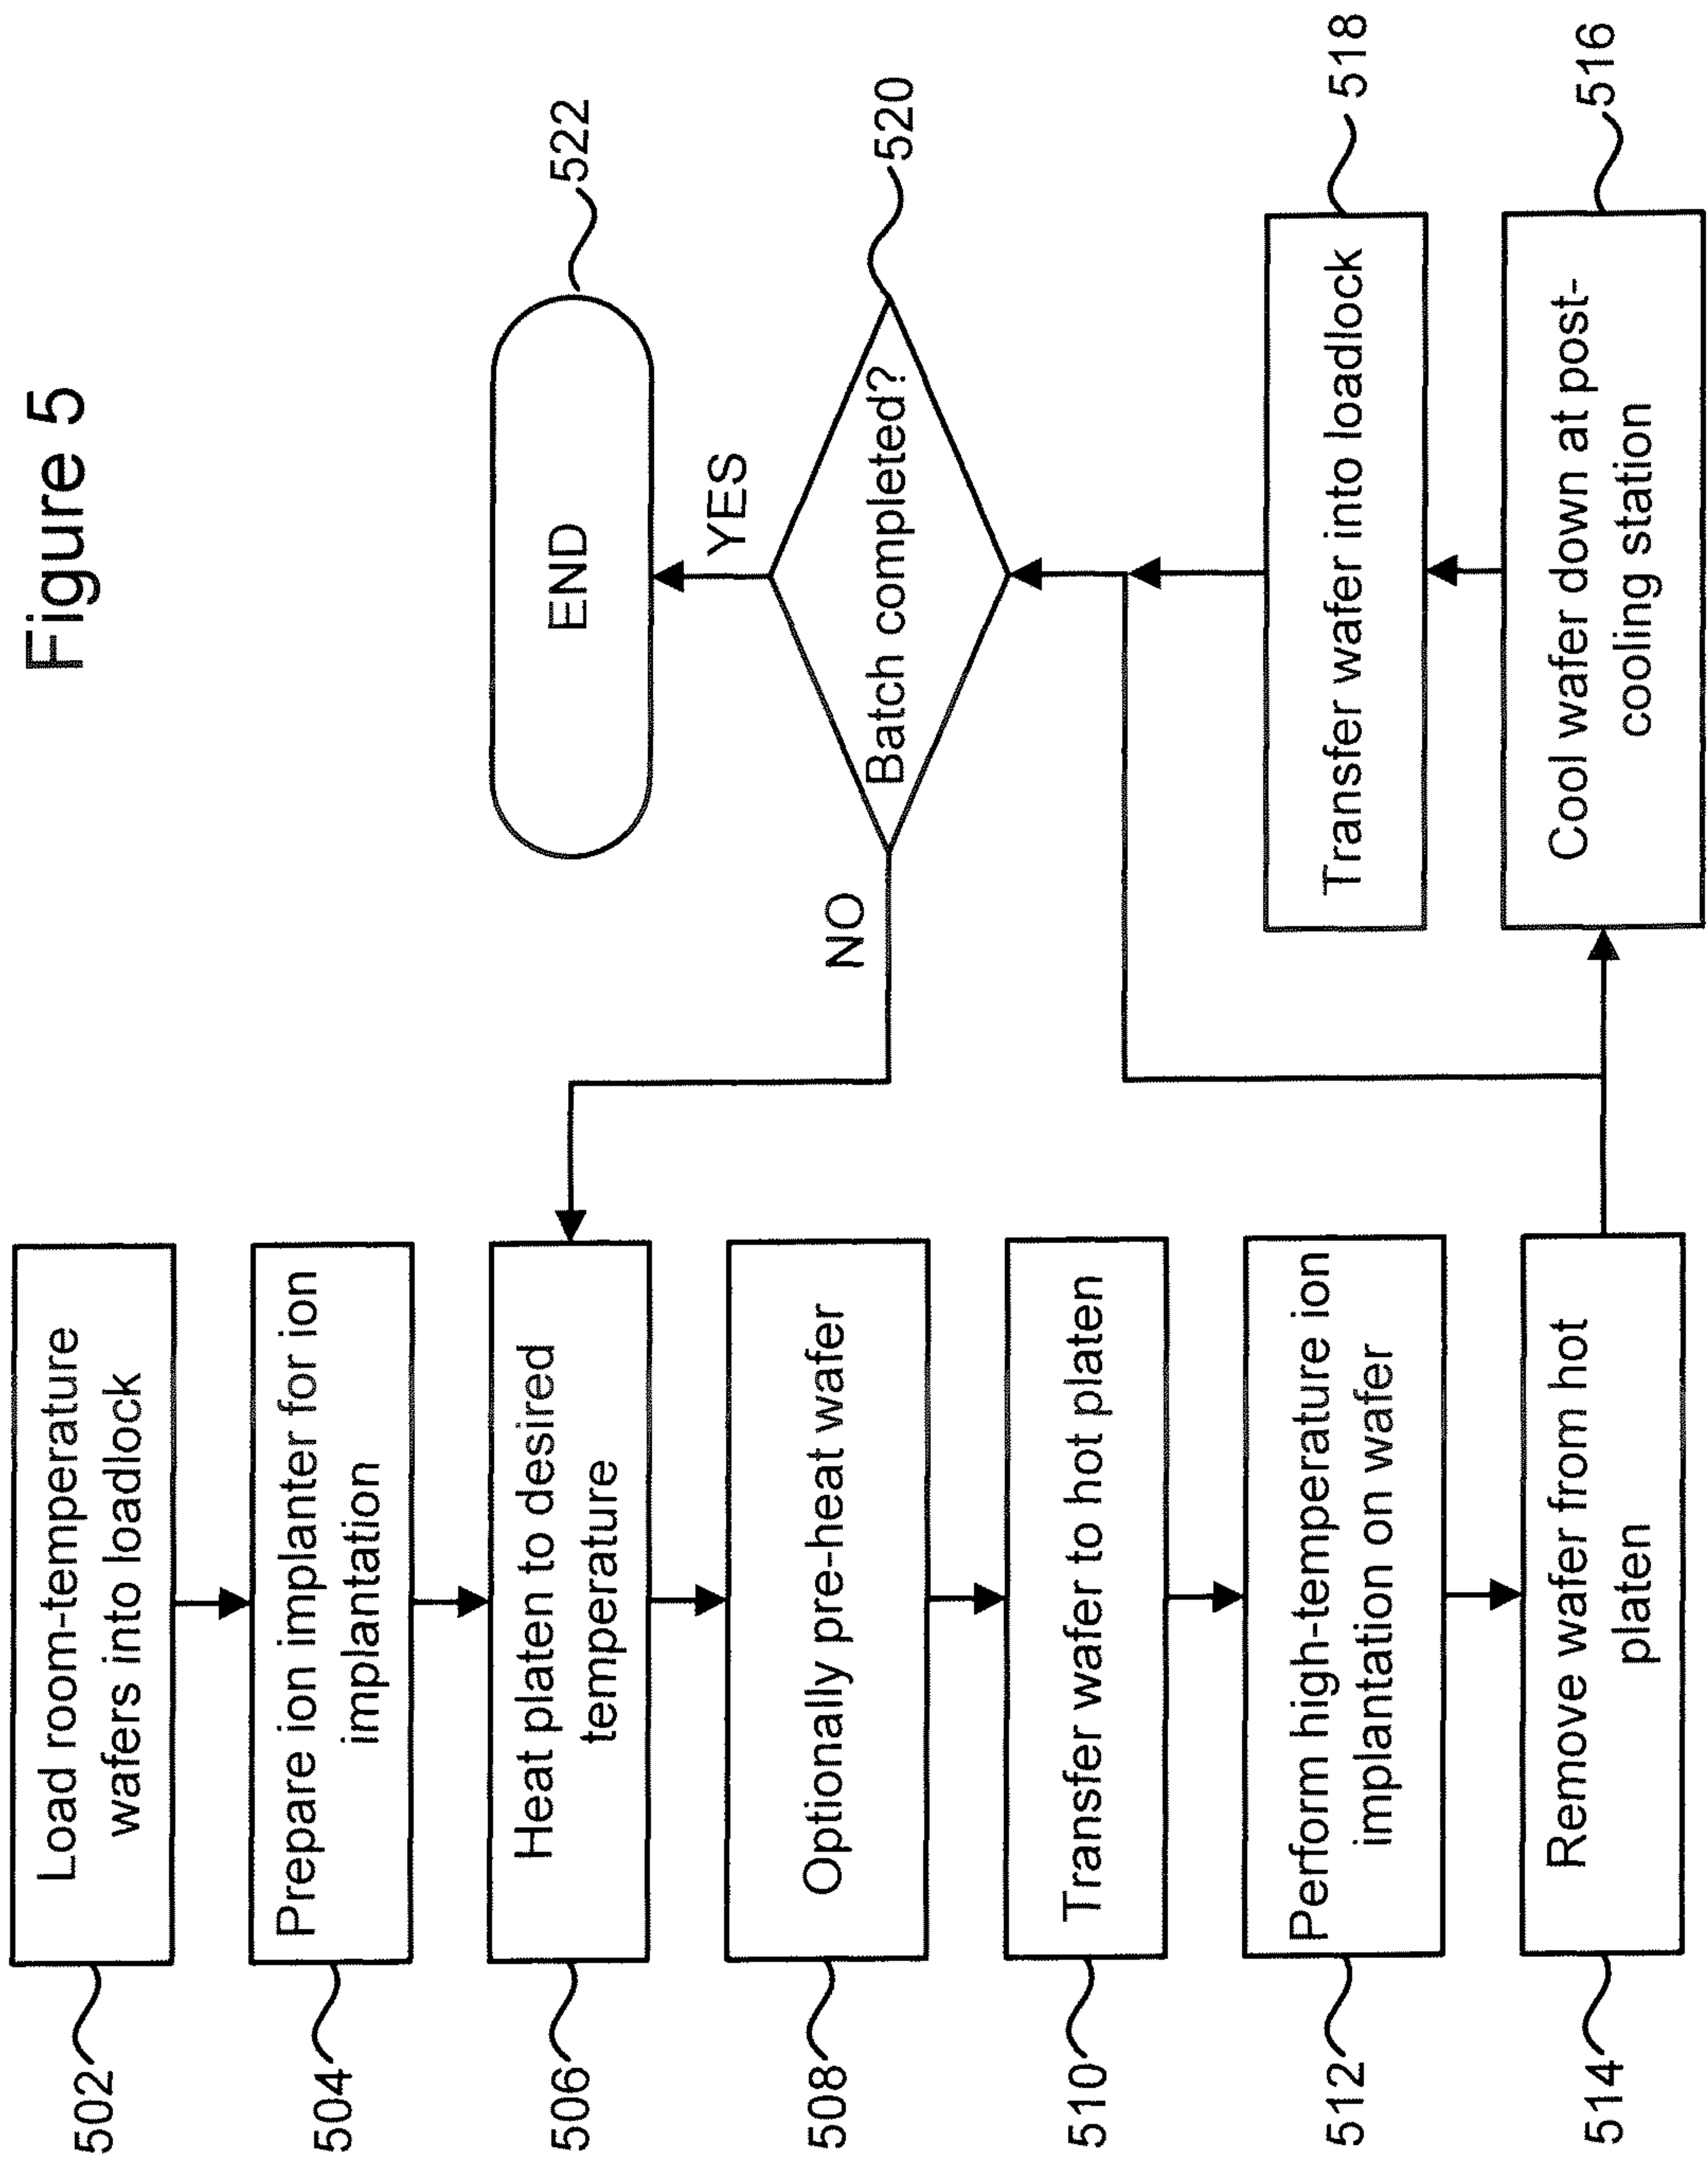 Figure 5
502
Load room-temperature
wafers into loadlock
504
Prepare ion implanter for ion
implantation
506
Heat platen to desired
temperature
508
Optionally pre-heat wafer
510
Transfer wafer to hot platen
512
Perform high-temperature ion
implantation on wafer
514
Remove wafer from hot
platen
516
Cool wafer down at post-
cooling station
518
Transfer wafer into loadlock
520
Batch completed?
NO
YES
522
END